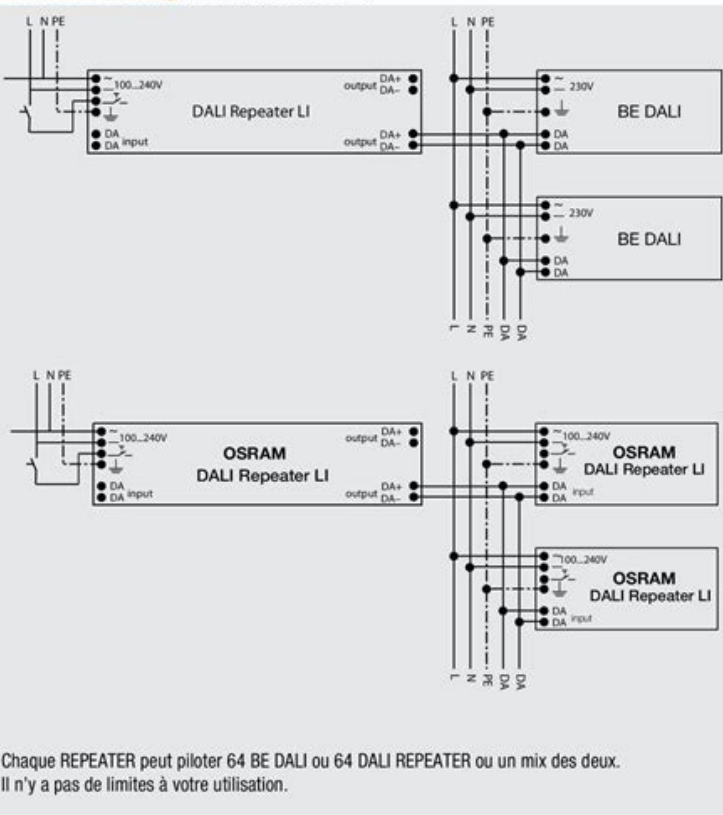 L N PE
L N PE
~
100...240V
DALI Repeater LI
output DA+
DA-
DA
DA input
output DA+
DA-
~
230V
BE DALI
DA
DA
~
230V
BE DALI
DA
DA
L N PE DA DA
L N PE
L N PE
~
100...240V
OSRAM
DALI Repeater LI
output DA+
DA-
DA
DA input
output DA+
DA-
~
100...240V
OSRAM
DALI Repeater LI
DA
DA input
~
100...240V
OSRAM
DALI Repeater LI
DA
DA input
L N PE DA DA
Chaque REPEATER peut piloter 64 BE DALI ou 64 DALI REPEATER ou un mix des deux.
Il n'y a pas de limites à votre utilisation.